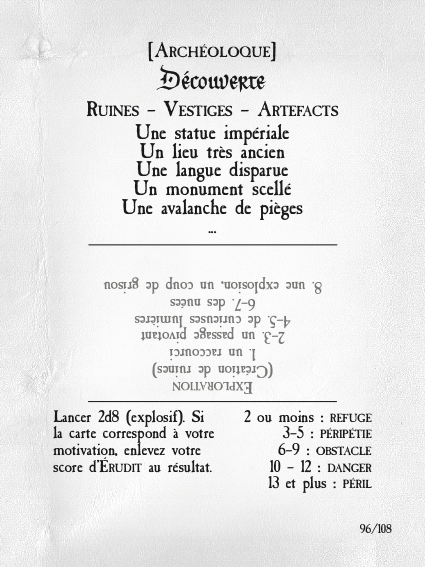 [Archéoloque]
Découverte
Ruines – Vestiges – Artefacts
Une statue impériale
Un lieu très ancien
Une langue disparue
Un monument scellé
Une avalanche de pièges
...
Exploration
(Création de ruines)
1. un raccourci
2-3. un passage pivotant
4-5. de curieuses lumières
6-7. des nuées
8. une explosion, un coup de grisou
Lancer 2d8 (explosif). Si
la carte correspond à votre
motivation, enlevez votre
score d'Érudit au résultat.
2 ou moins : refuge
3-5 : péripétie
6-9 : obstacle
10 – 12 : danger
13 et plus : péril
96/108